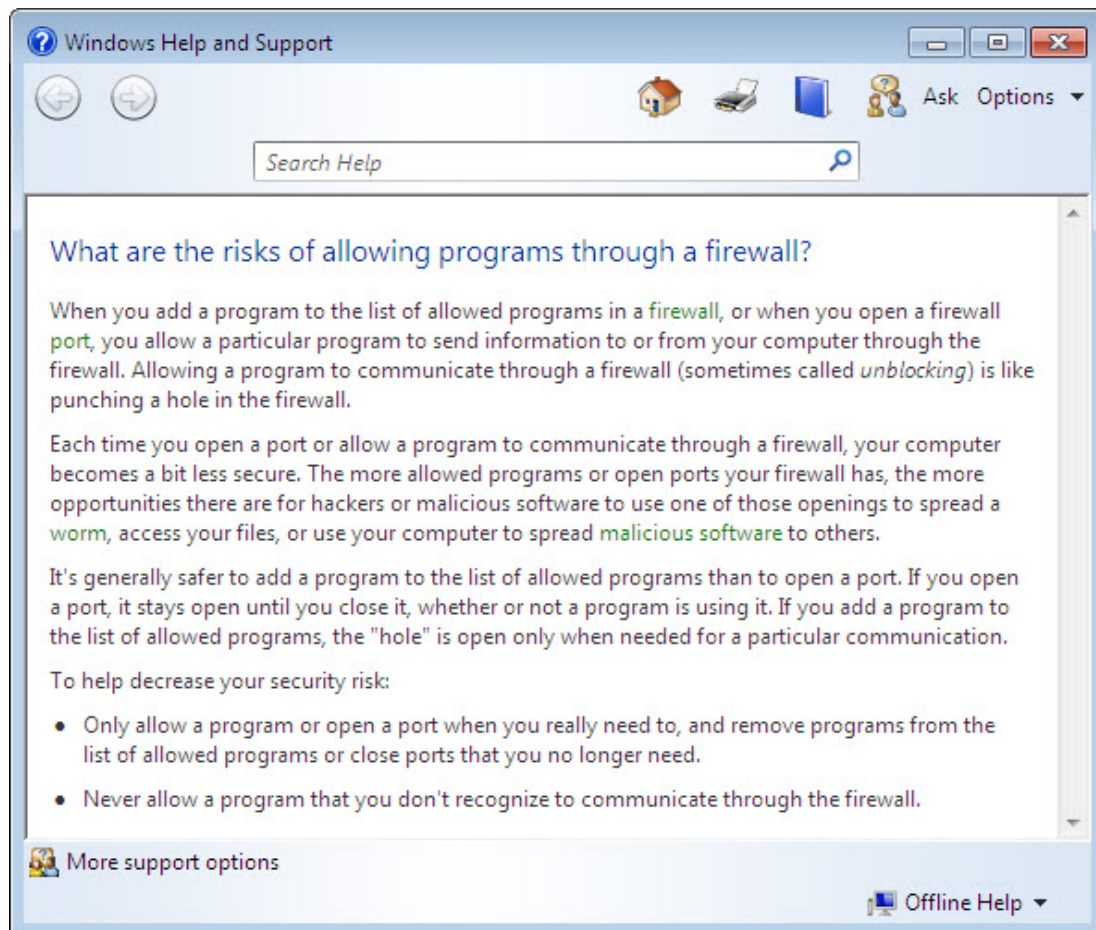 Windows Help and Support
Ask Options
Search Help
What are the risks of allowing programs through a firewall?
When you add a program to the list of allowed programs in a firewall, or when you open a firewall
port, you allow a particular program to send information to or from your computer through the
firewall. Allowing a program to communicate through a firewall (sometimes called unblocking) is like
punching a hole in the firewall.
Each time you open a port or allow a program to communicate through a firewall, your computer
becomes a bit less secure. The more allowed programs or open ports your firewall has, the more
opportunities there are for hackers or malicious software to use one of those openings to spread a
worm, access your files, or use your computer to spread malicious software to others.
It's generally safer to add a program to the list of allowed programs than to open a port. If you open
a port, it stays open until you close it, whether or not a program is using it. If you add a program to
the list of allowed programs, the "hole" is open only when needed for a particular communication.
To help decrease your security risk:
• Only allow a program or open a port when you really need to, and remove programs from the
list of allowed programs or close ports that you no longer need.
• Never allow a program that you don't recognize to communicate through the firewall.
More support options
Offline Help